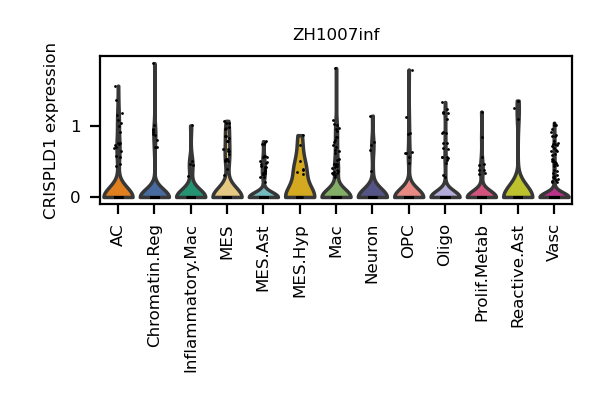 ZH1007inf
CRISPLD1 expression
1
0
AC
Chromatin.Reg
Inflammatory.Mac
MES
MES.Ast
MES.Hyp
Mac
Neuron
OPC
Oligo
Prolif.Metab
Reactive.Ast
Vasc